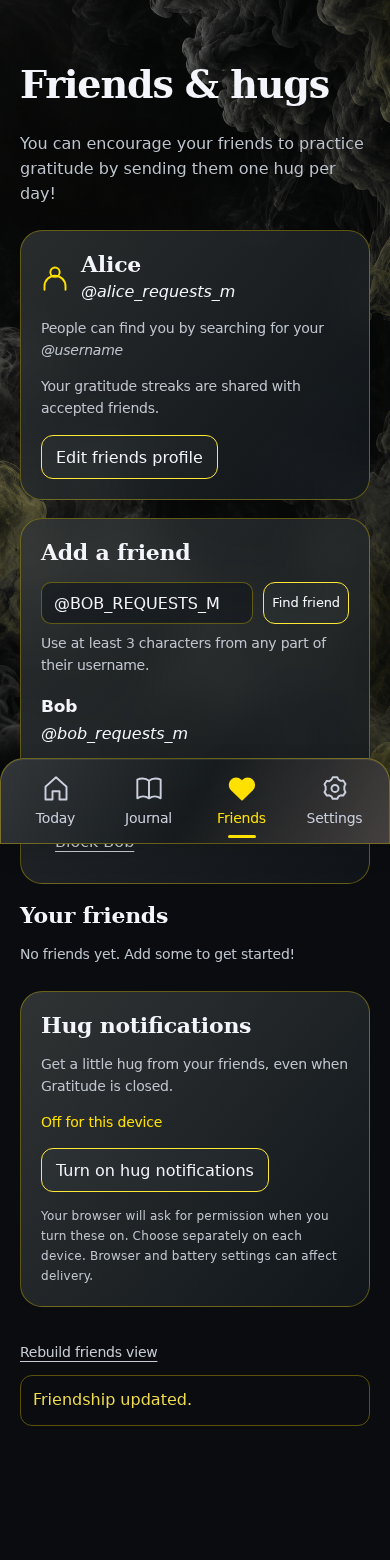 Friends & hugs
You can encourage your friends to practice
gratitude by sending them one hug per
day!
Alice
@alice_requests_m
People can find you by searching for your
@username
Your gratitude streaks are shared with
accepted friends.
Edit friends profile
Add a friend
@BOB_REQUESTS_M
Find friend
Use at least 3 characters from any part of
their username.
Bob
@bob_requests_m
Today
Journal
Friends
Settings
Block Bob
Your friends
No friends yet. Add some to get started!
Hug notifications
Get a little hug from your friends, even when
Gratitude is closed.
Off for this device
Turn on hug notifications
Your browser will ask for permission when you
turn these on. Choose separately on each
device. Browser and battery settings can affect
delivery.
Rebuild friends view
Friendship updated.